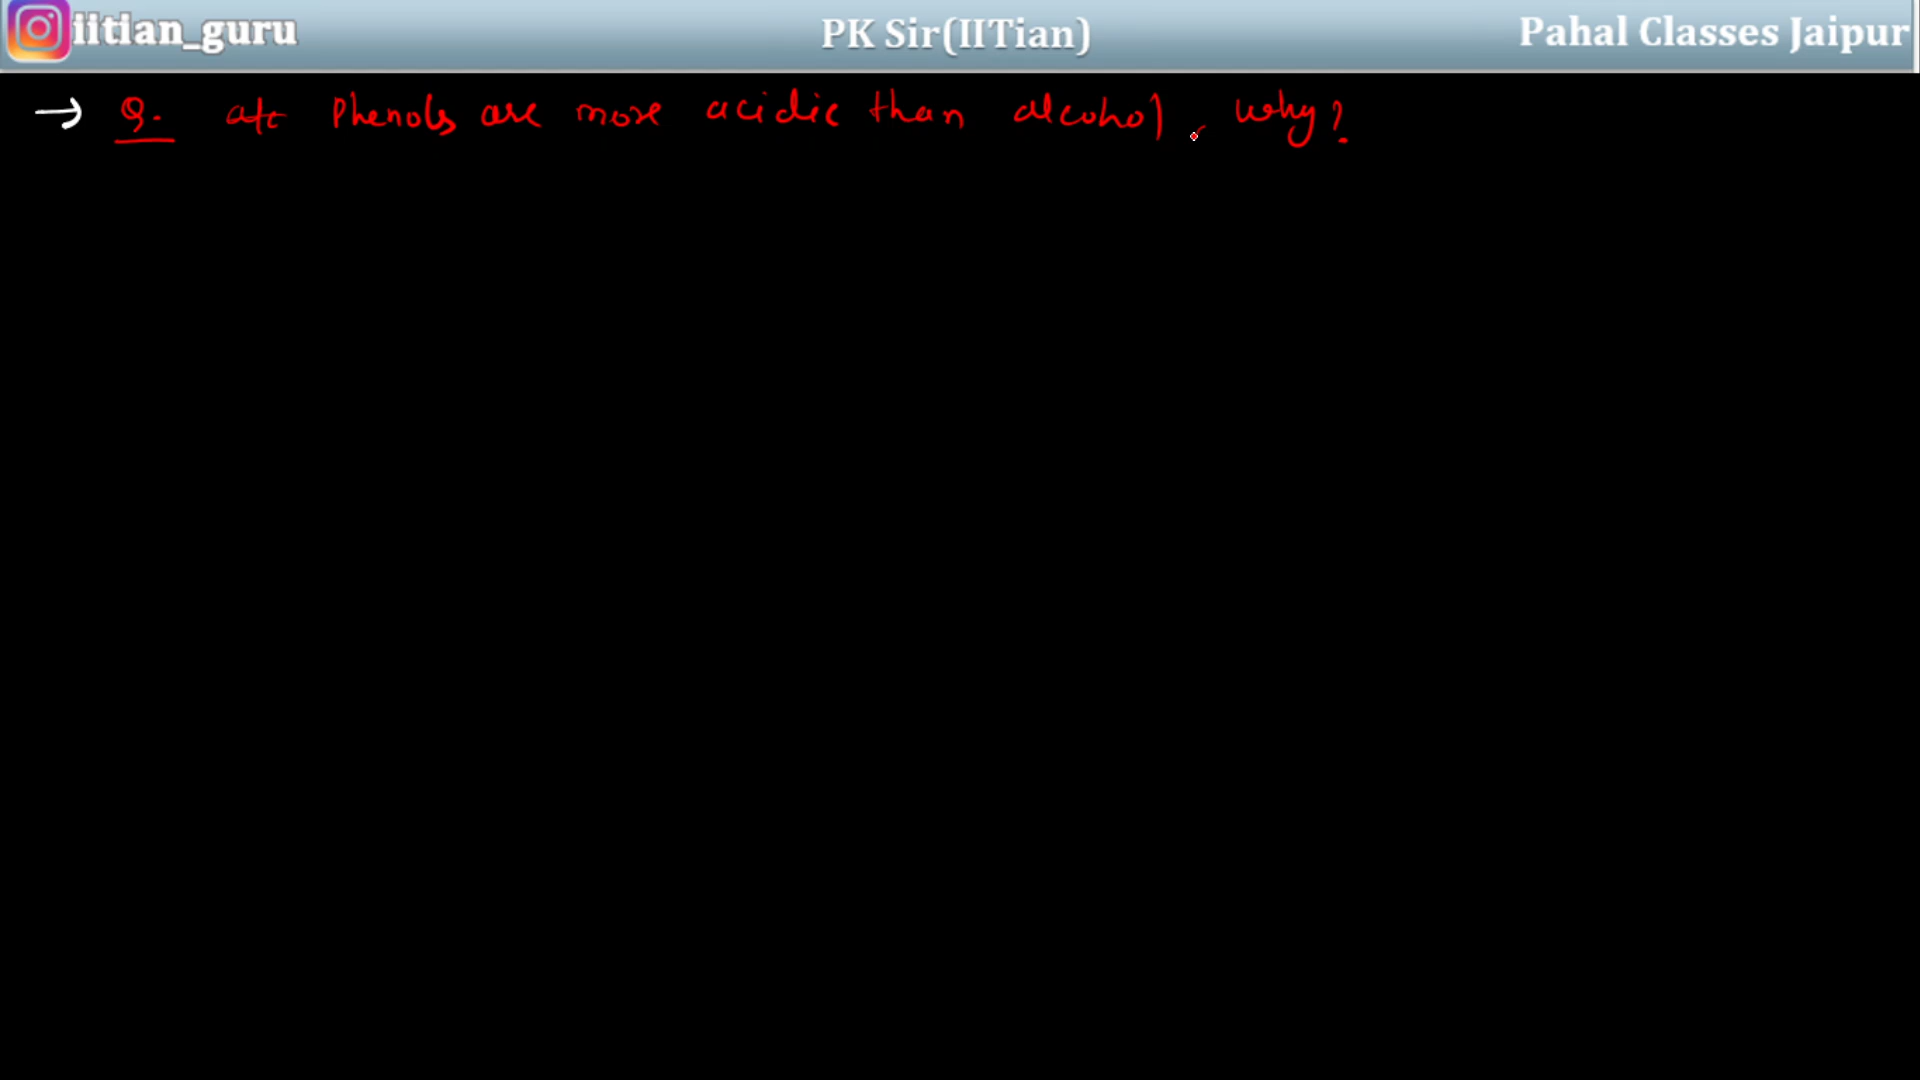 iitian_guru PK Sir(IITian) Pahal Classes Jaipur
→ Q. Phenols are more acidic than alcohol, why?